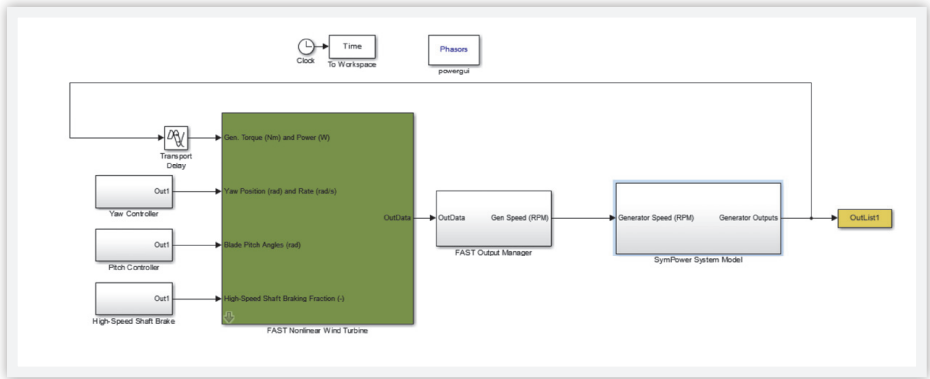 Clock
Time
To Workspace
Phasors
powergui
Transport
Delay
Gen. Torque (Nm) and Power (W)
Out1
Yaw Controller
Yaw Position (rad) and Rate (rad/s)
Out1
Pitch Controller
Blade Pitch Angles (rad)
Out1
High-Speed Shaft Brake
High-Speed Shaft Braking Fraction (-)
OutData
FAST Nonlinear Wind Turbine
OutData
Gen Speed (RPM)
FAST Output Manager
Generator Speed (RPM)
Generator Outputs
SymPower System Model
OutList1